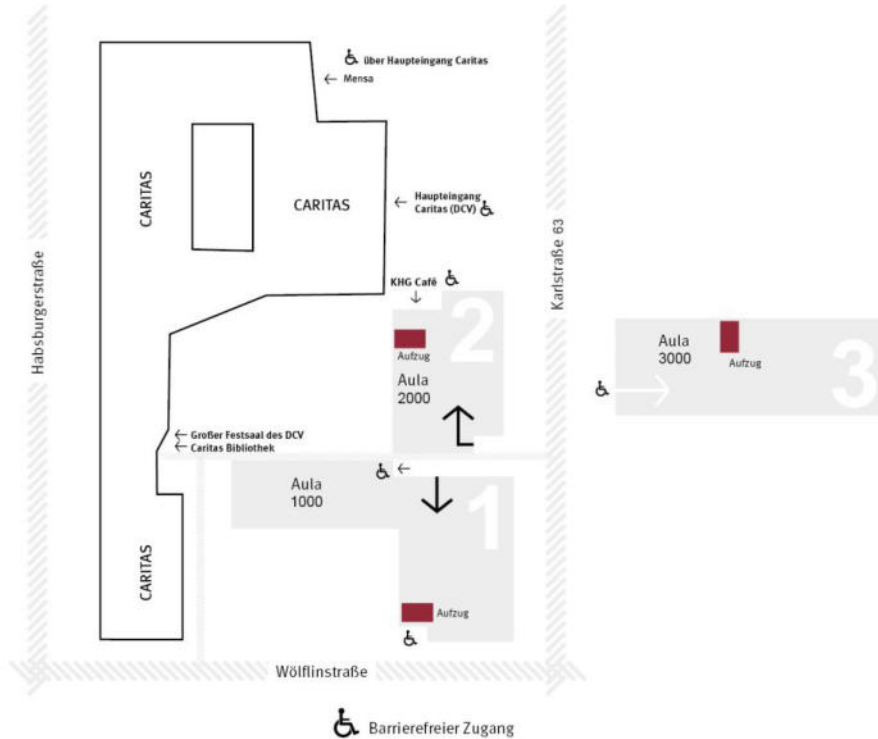 über Haupteingang Caritas
Mensa
CARITAS
CARITAS
Haupteingang
Caritas (DCV)
Habsburgerstraße
Karlstraße 63
KHG Café
2
Aufzug
Aula
2000
Aula
3000
Aufzug
3
Großer Festsaal des DCV
Caritas Bibliothek
Aula
1000
1
CARITAS
Aufzug
Wölflinstraße
Barrierefreier Zugang